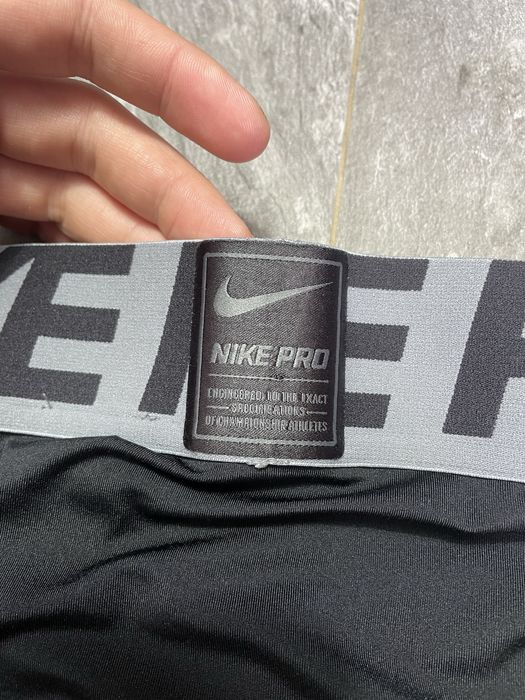 NIKE PRO
ENGINEERED TO THE EXACT
SPECIFICATIONS
OF CHAMPIONSHIP ATHLETES